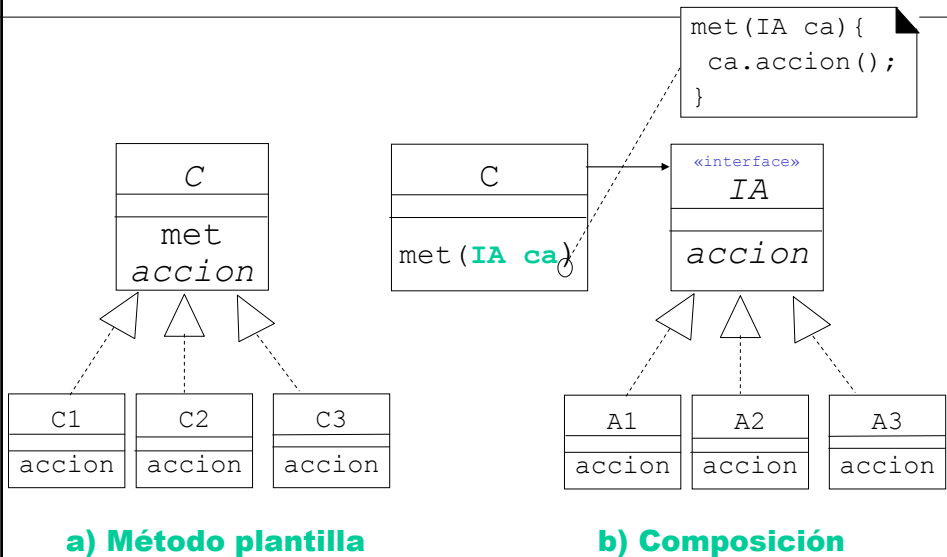 met(IA ca){
ca.accion();
}
C
met
accion
C
met(IA ca)
«interface»
IA
accion
C1
accion
C2
accion
C3
accion
A1
accion
A2
accion
A3
accion
a) Método plantilla
b) Composición